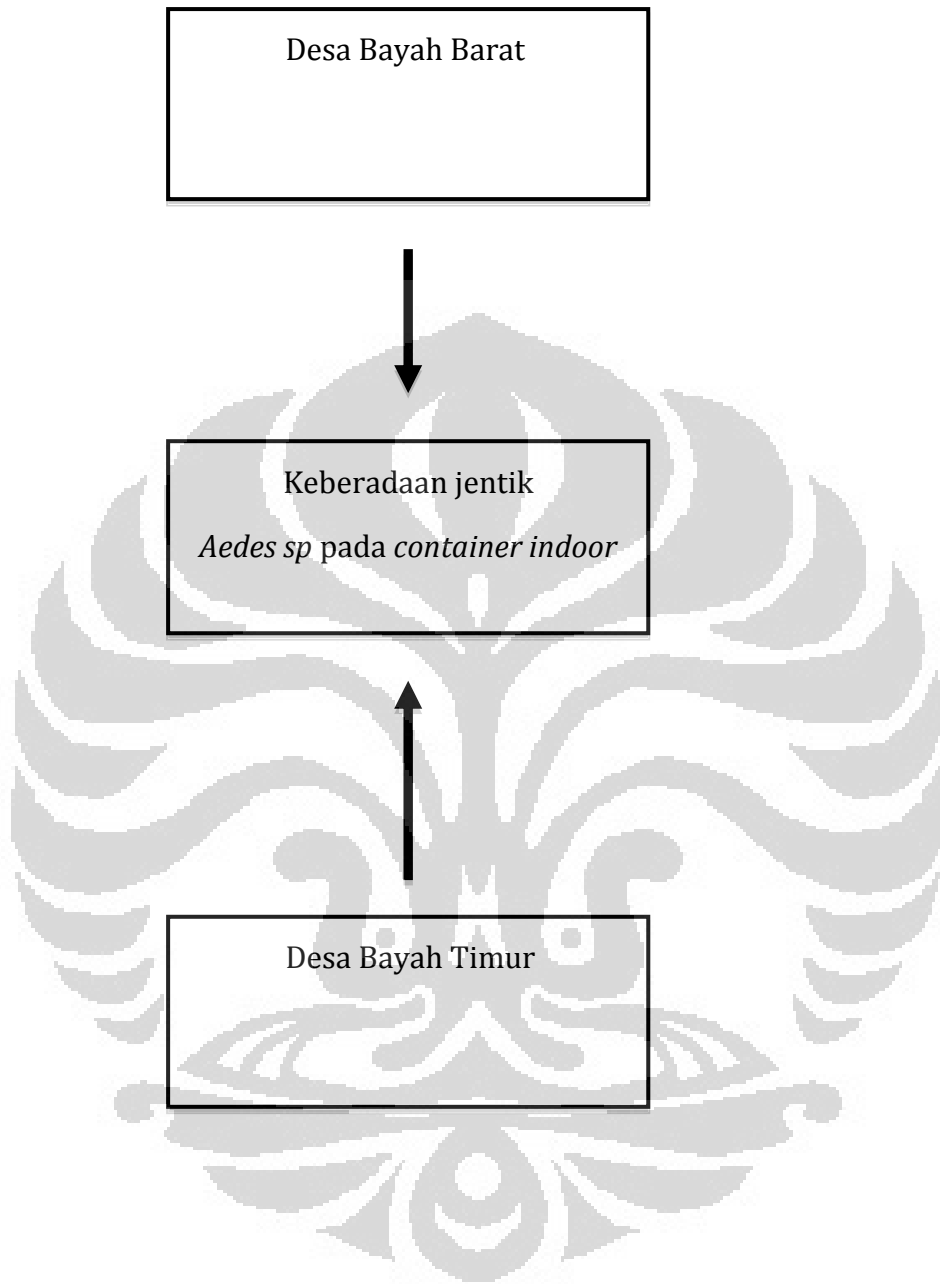 Desa Bayah Barat
Keberadaan jentik
Aedes sp pada container indoor
Desa Bayah Timur